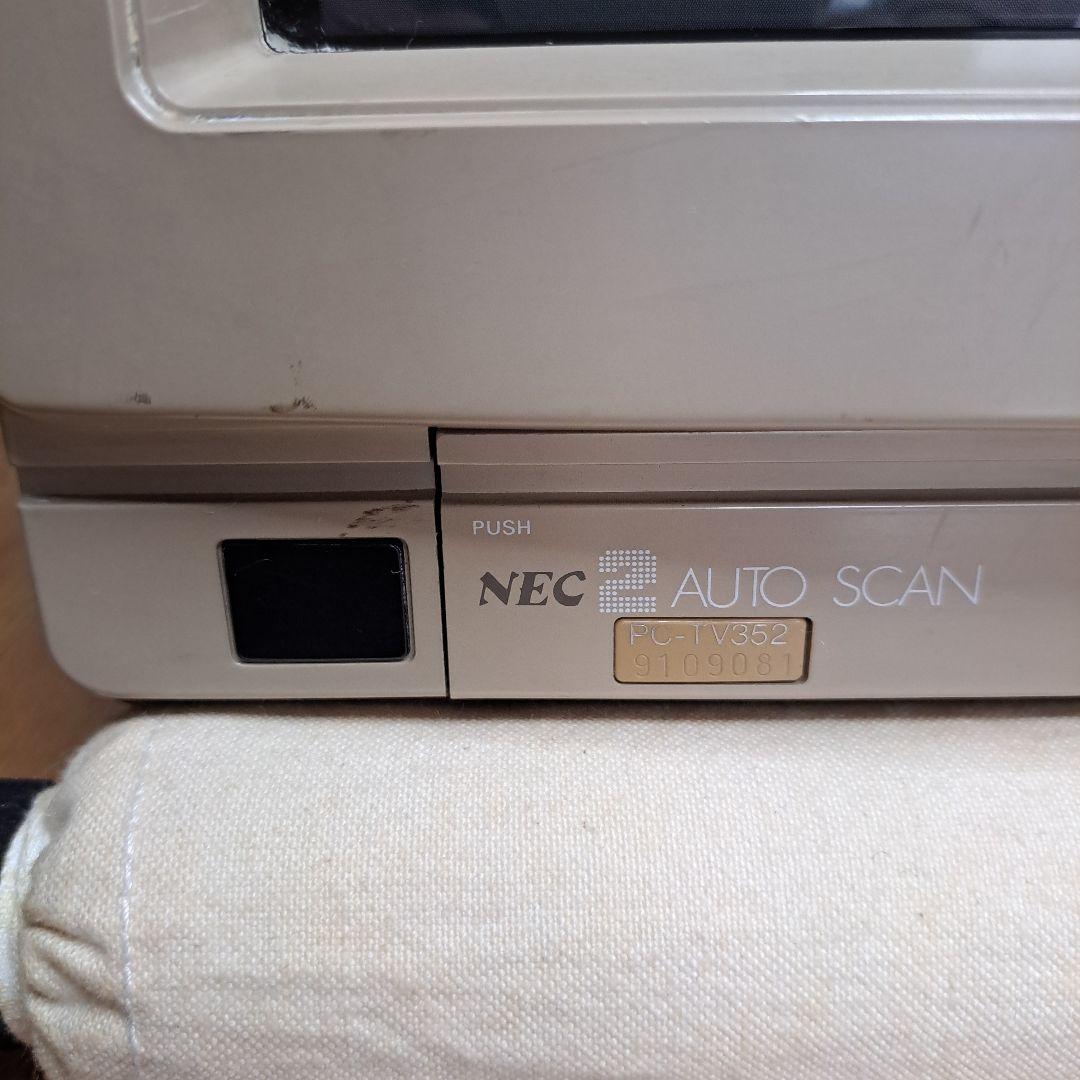 PUSH
NEC 2 AUTO SCAN
PC-TV352
9109081